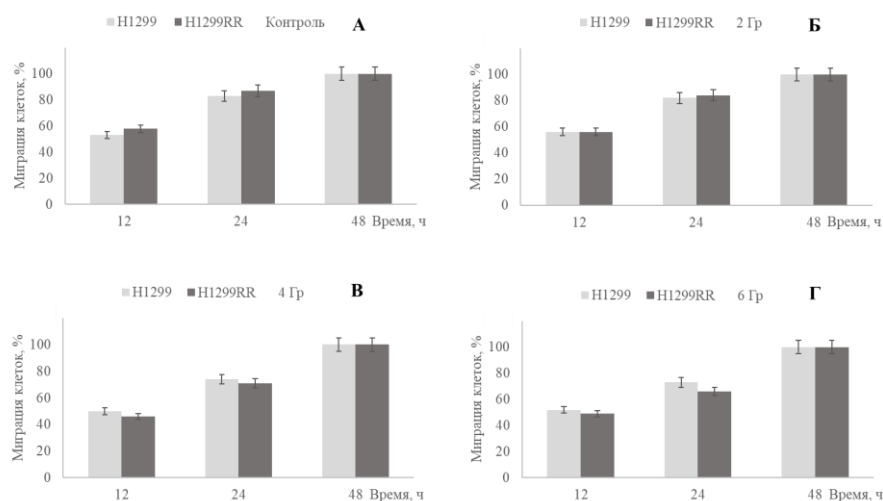 H1299 H1299RR Контроль А
Миграция клеток, %
100
80
60
40
20
0
12 24 48 Время, ч
H1299 H1299RR 2 Гр Б
Миграция клеток, %
100
80
60
40
20
0
12 24 48 Время, ч
H1299 H1299RR 4 Гр В
Миграция клеток, %
100
80
60
40
20
0
12 24 48 Время, ч
H1299 H1299RR 6 Гр Г
Миграция клеток, %
100
80
60
40
20
0
12 24 48 Время, ч